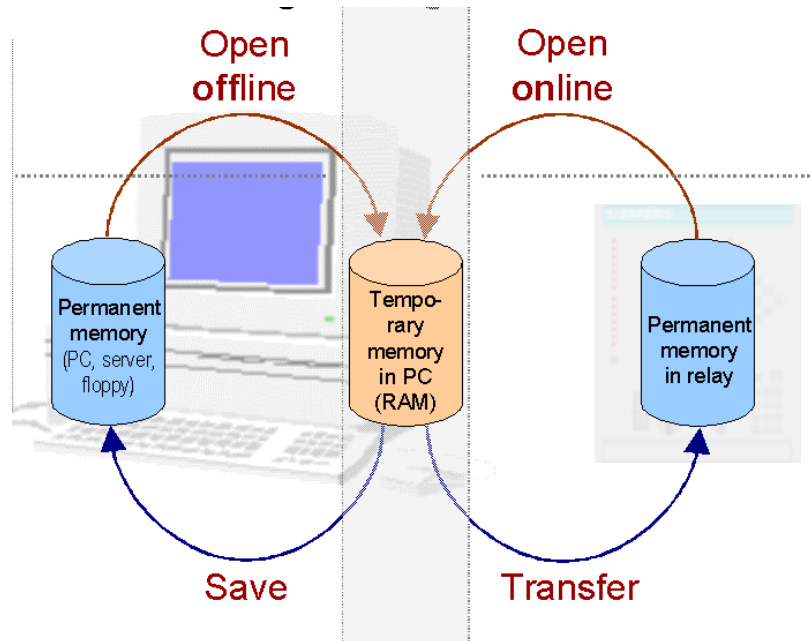 Open
offline
Open
online
SIEMENS
Permanent
memory
(PC, server,
floppy)
Tempo-
rary
memory
in PC
(RAM)
Permanent
memory
in relay
Save
Transfer